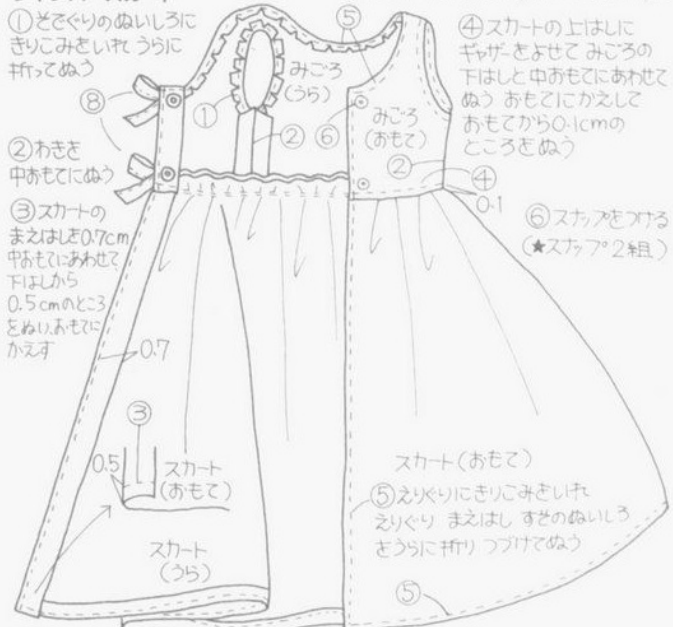 ①そでぐりのぬいしろに
きりこみをいれ うらに
折ってぬう
⑧
②わきを
中おもてにぬう
③スカートの
まえはしを0.7cm
中おもてにあわせて
下はしから
0.5cmのところ
をぬい、おもてに
かえす
0.7
③
0.5
スカート
(おもて)
スカート
(うら)
⑤
みごろ
(うら)
①
②
⑥
みごろ
(おもて)
②
④
0.1
④スカートの上はしに
ギャザーをよせて みごろの
下はしと中おもてにあわせて
ぬう おもてにかえして
おもてから0.1cmの
ところをぬう
⑥スナップをつける
(★スナップ2組)
スカート(おもて)
⑤えりぐりにきりこみをいれ
えりぐり まえはし すそのぬいしろ
をうらに折り つづけてぬう
⑤